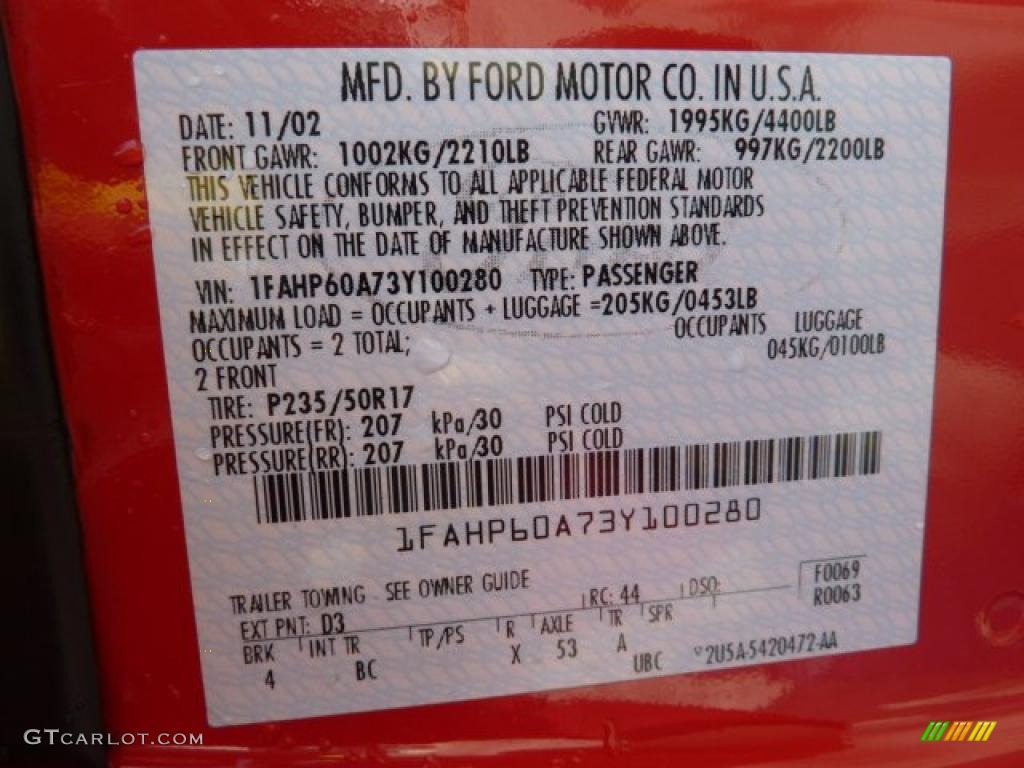 MFD. BY FORD MOTOR CO. IN U.S.A.
DATE: 11/02 GVWR: 1995KG/4400LB
FRONT GAWR: 1002KG/2210LB REAR GAWR: 997KG/2200LB
THIS VEHICLE CONFORMS TO ALL APPLICABLE FEDERAL MOTOR
VEHICLE SAFETY, BUMPER, AND THEFT PREVENTION STANDARDS
IN EFFECT ON THE DATE OF MANUFACTURE SHOWN ABOVE.
VIN: 1FAHP60A73Y100280 TYPE: PASSENGER
MAXIMUM LOAD = OCCUPANTS + LUGGAGE =205KG/0453LB
OCCUPANTS = 2 TOTAL; OCCUPANTS LUGGAGE
2 FRONT 045KG/0100LB
TIRE: P235/50R17
PRESSURE(FR): 207 kPa/30 PSI COLD
PRESSURE(RR): 207 kPa/30 PSI COLD
1FAHP60A73Y100280
TRAILER TOWING SEE OWNER GUIDE
EXT PNT: D3 RC: 44 DSO: F0069
R0063
BRK INT TR TP/PS R AXLE TR SPR
4 BC X 53 A UBC 2U5A-5420472-AA
GTCARLOT.COM